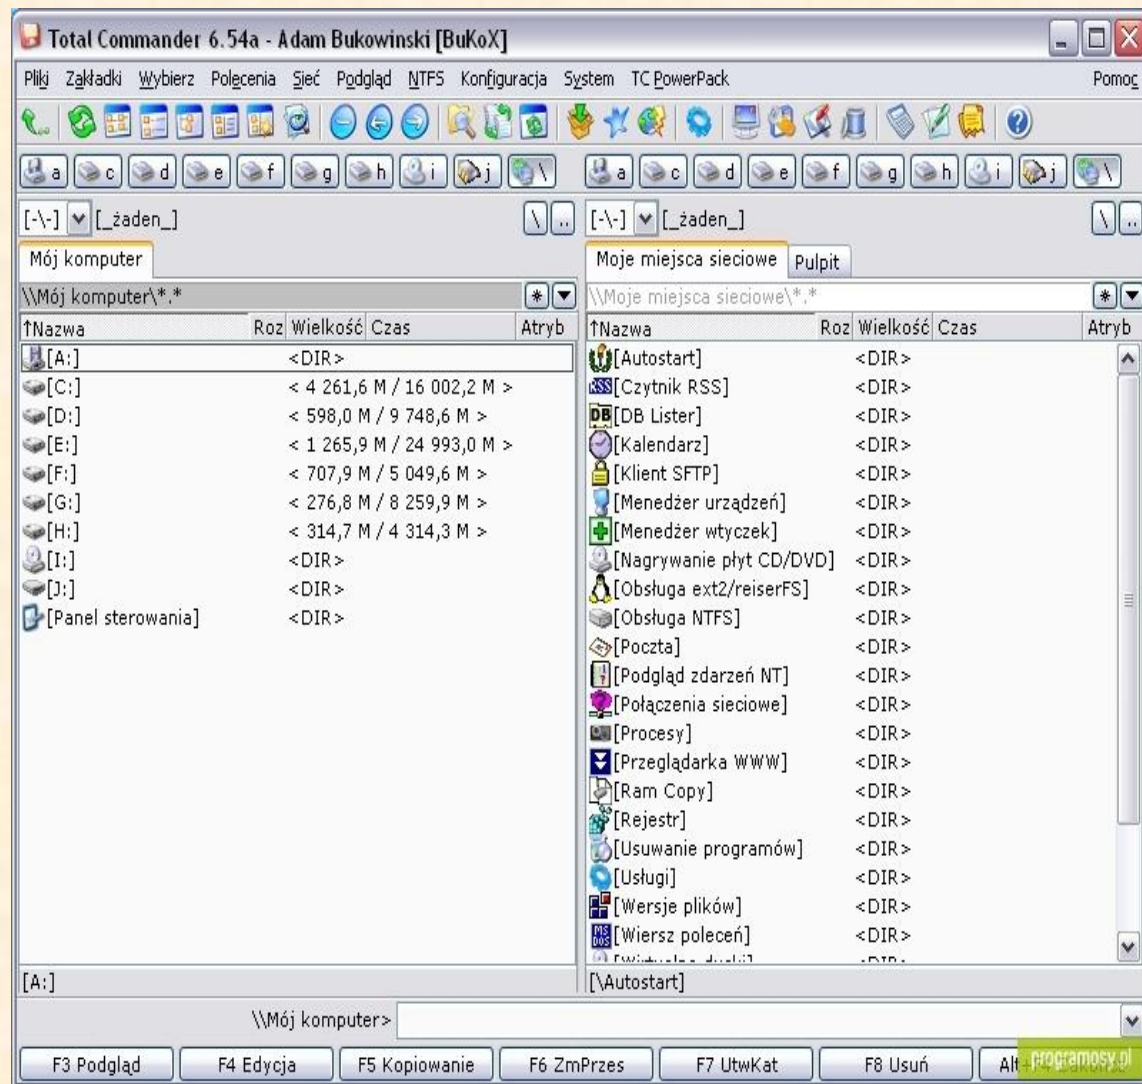 Total Commander 6.54a - Adam Bukowinski [BuKoX]
Pliki Zakładki Wybierz Polecenia Sieć Podgląd NTFS Konfiguracja System TC PowerPack Pomoc
a c d e f g h i j \ a c d e f g h i j \
[-\-] [_żaden_] \ .. [-\-] [_żaden_] \ ..
Mój komputer
Moje miejsca sieciowe Pulpit
\\Mój komputer\*.* *
\\Moje miejsca sieciowe\*.* *
↑Nazwa Roz Wielkość Czas Atryb
[A:] <DIR>
[C:] < 4 261,6 M / 16 002,2 M >
[D:] < 598,0 M / 9 748,6 M >
[E:] < 1 265,9 M / 24 993,0 M >
[F:] < 707,9 M / 5 049,6 M >
[G:] < 276,8 M / 8 259,9 M >
[H:] < 314,7 M / 4 314,3 M >
[I:] <DIR>
[J:] <DIR>
[Panel sterowania] <DIR>
↑Nazwa Roz Wielkość Czas Atryb
[Autostart] <DIR>
[Czytnik RSS] <DIR>
[DB Lister] <DIR>
[Kalendarz] <DIR>
[Klient SFTP] <DIR>
[Menedżer urządzeń] <DIR>
[Menedżer wtyczek] <DIR>
[Nagrywanie płyt CD/DVD] <DIR>
[Obsługa ext2/reiserFS] <DIR>
[Obsługa NTFS] <DIR>
[Poczta] <DIR>
[Podgląd zdarzeń NT] <DIR>
[Połączenia sieciowe] <DIR>
[Procesy] <DIR>
[Przeglądarka WWW] <DIR>
[Ram Copy] <DIR>
[Rejestr] <DIR>
[Usuwanie programów] <DIR>
[Usługi] <DIR>
[Wersje plików] <DIR>
[Wiersz poleceń] <DIR>
[A:]
[\Autostart]
\\Mój komputer>
F3 Podgląd F4 Edycja F5 Kopiowanie F6 ZmPrzes F7 UtwKat F8 Usuń
programosy.pl